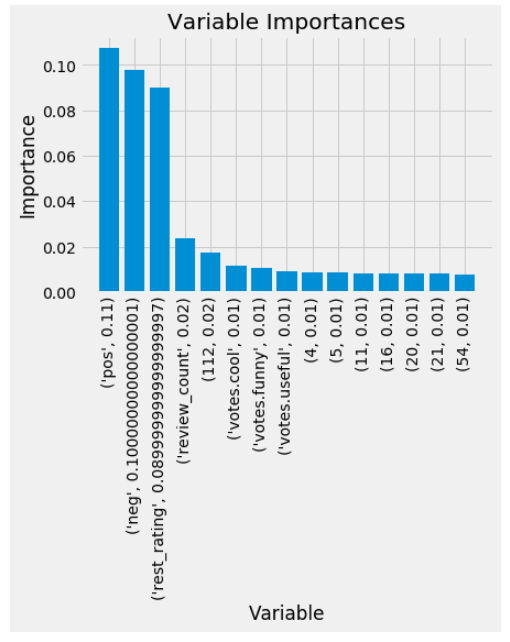 Variable Importances
Importance
0.10
0.08
0.06
0.04
0.02
0.00
('pos', 0.11)
('neg', 0.10000000000000001)
('rest_rating', 0.089999999999999997)
('review_count', 0.02)
(112, 0.02)
('votes.cool', 0.01)
('votes.funny', 0.01)
('votes.useful', 0.01)
(4, 0.01)
(5, 0.01)
(11, 0.01)
(16, 0.01)
(20, 0.01)
(21, 0.01)
(54, 0.01)
Variable